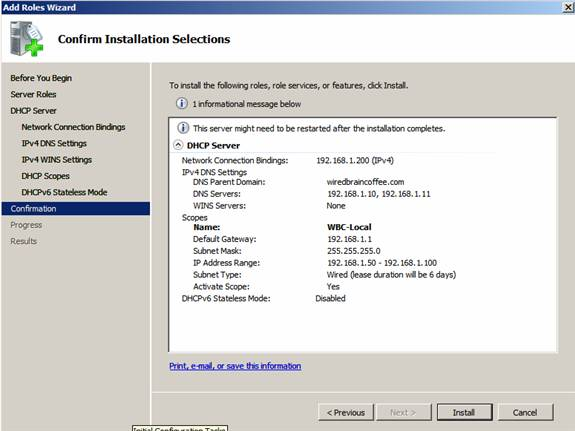 Add Roles Wizard
Confirm Installation Selections
Before You Begin
Server Roles
DHCP Server
Network Connection Bindings
IPv4 DNS Settings
IPv4 WINS Settings
DHCP Scopes
DHCPv6 Stateless Mode
Confirmation
Progress
Results
To install the following roles, role services, or features, click Install.
1 informational message below
This server might need to be restarted after the installation completes.
DHCP Server
Network Connection Bindings: 192.168.1.200 (IPv4)
IPv4 DNS Settings
DNS Parent Domain: wiredbraincoffee.com
DNS Servers: 192.168.1.10, 192.168.1.11
WINS Servers: None
Scopes
Name: WBC-Local
Default Gateway: 192.168.1.1
Subnet Mask: 255.255.255.0
IP Address Range: 192.168.1.50 - 192.168.1.100
Subnet Type: Wired (lease duration will be 6 days)
Activate Scope: Yes
DHCPv6 Stateless Mode: Disabled
Print, e-mail, or save this information
< Previous Next > Install Cancel
Initial Configuration Tasks